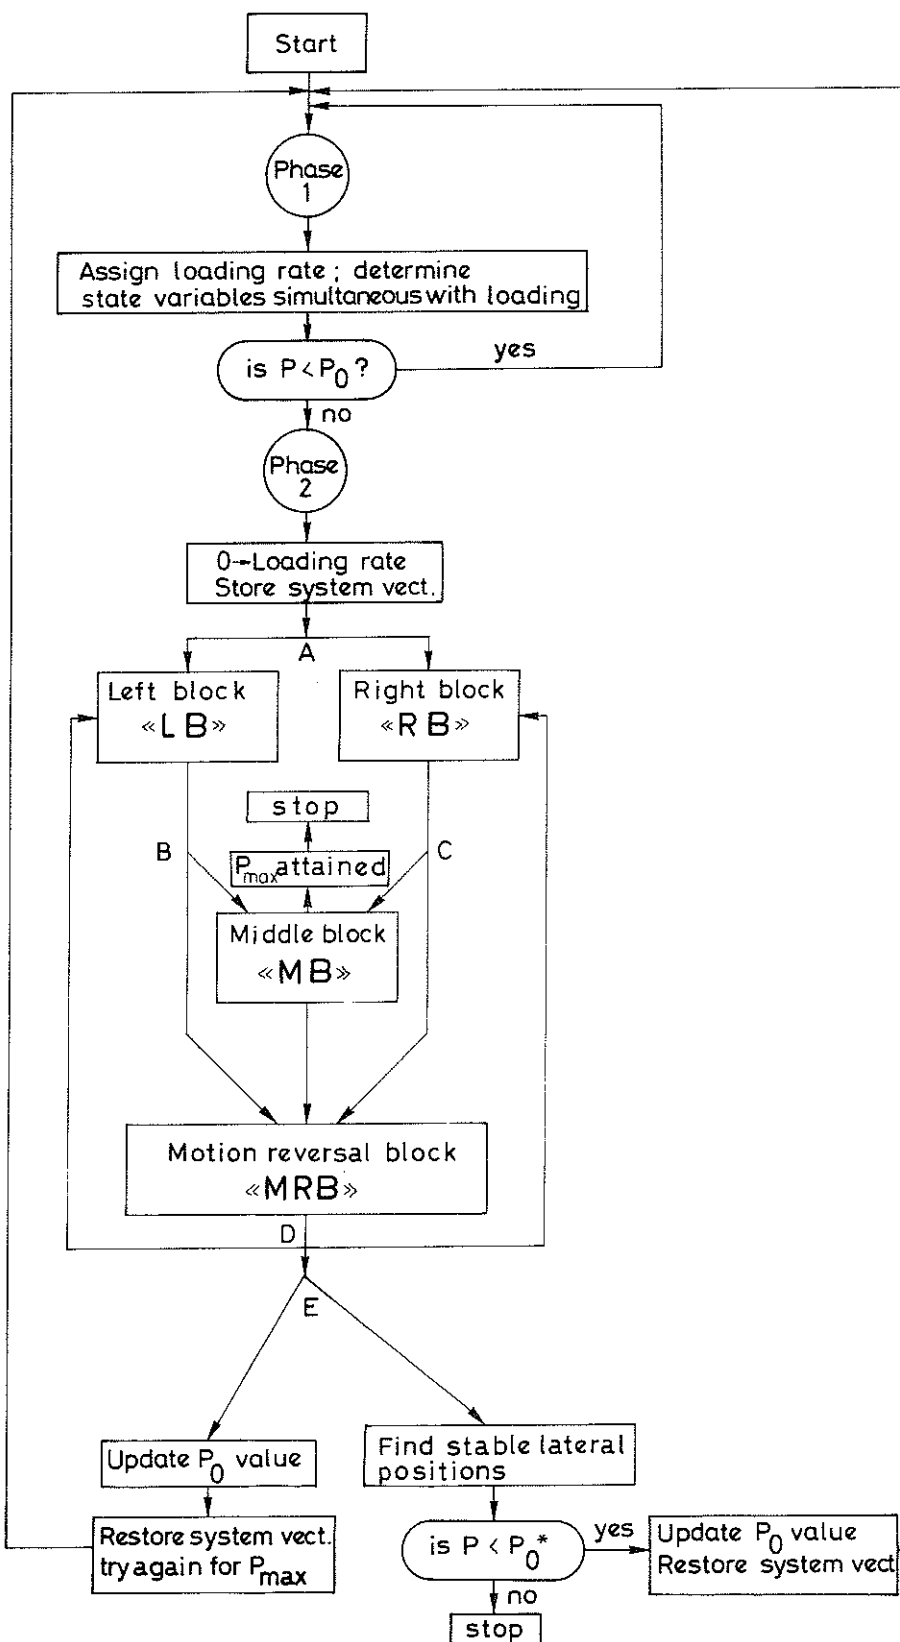 Start
Phase
1
Assign loading rate ; determine
state variables simultaneous with loading
is P < P0 ?
yes
no
Phase
2
0→Loading rate
Store system vect.
A
Left block
«LB»
Right block
«RB»
stop
B
Pmax attained
C
Middle block
«MB»
Motion reversal block
«MRB»
D
E
Update P0 value
Find stable lateral
positions
Restore system vect.
try again for Pmax
is P < P0*
yes
Update P0 value
Restore system vect
no
stop